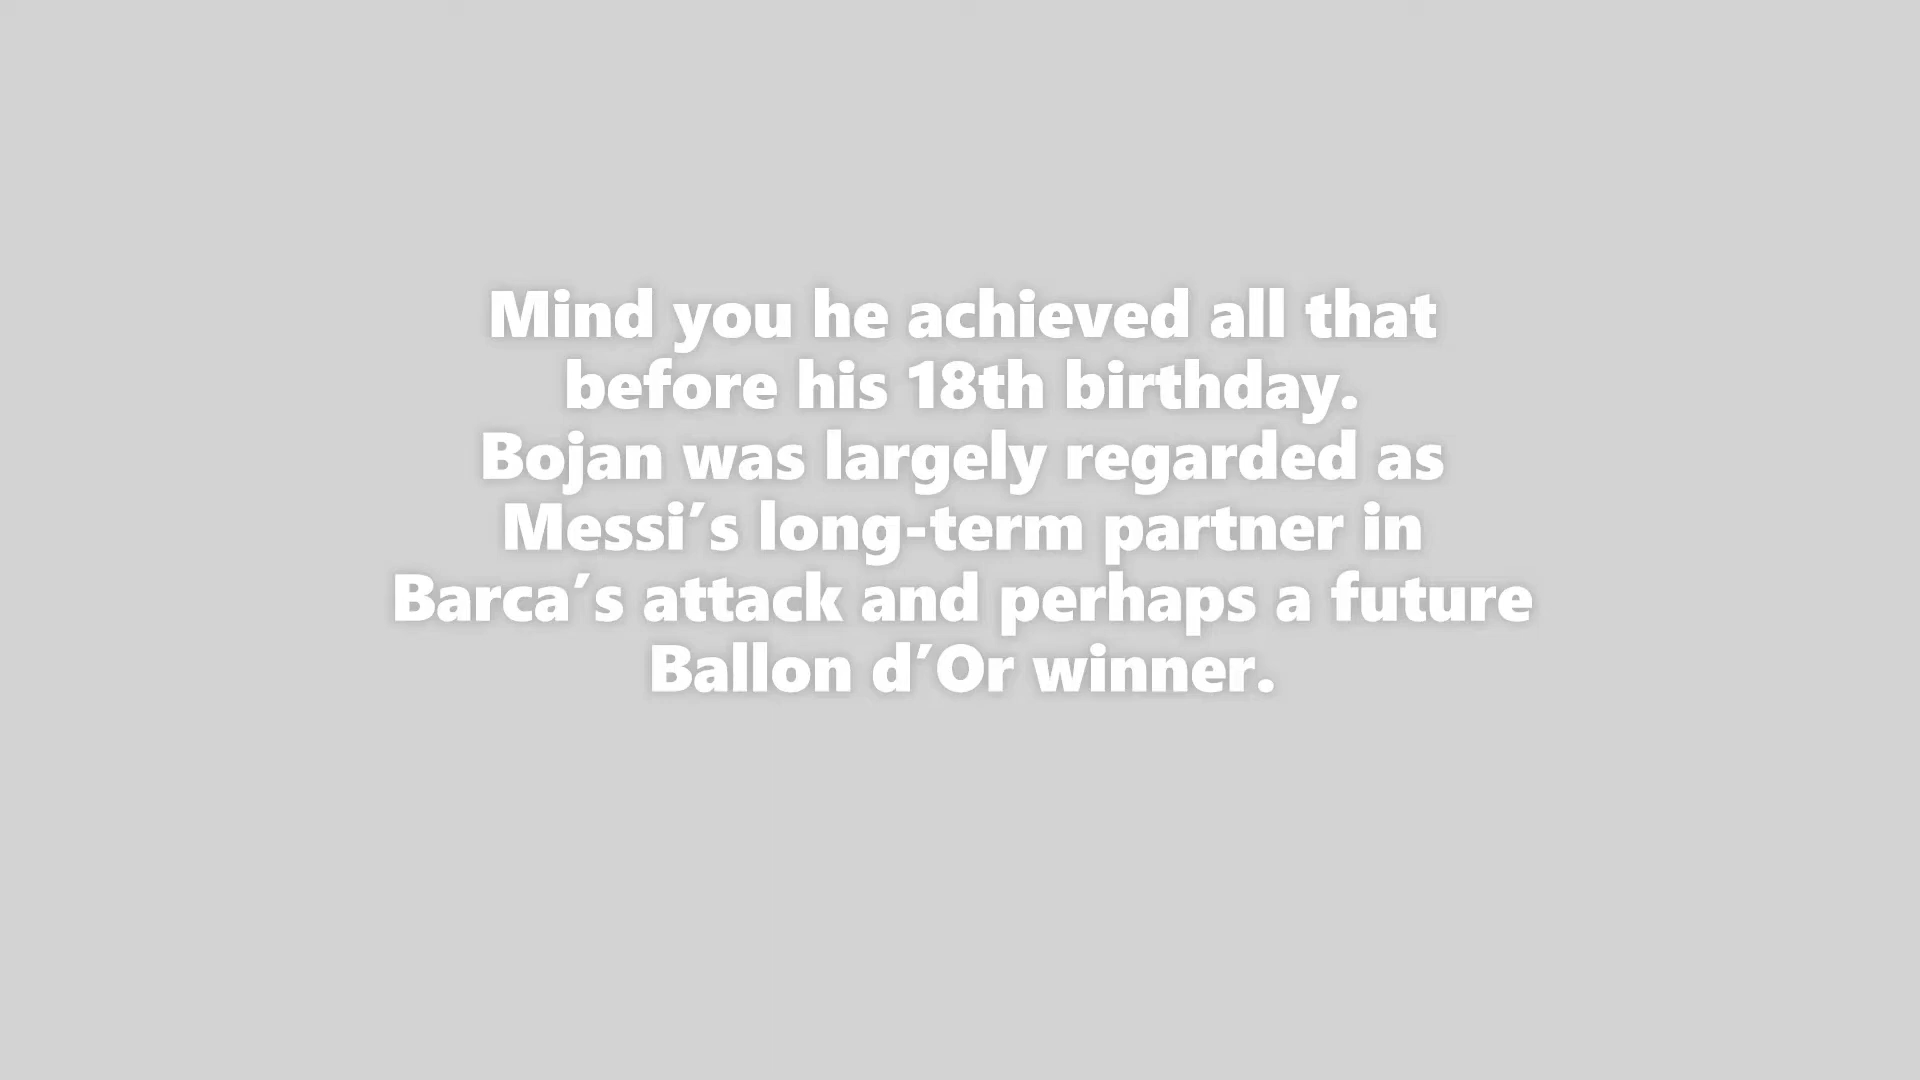 Mind you he achieved all that
before his 18th birthday.
Bojan was largely regarded as
Messi’s long-term partner in
Barca’s attack and perhaps a future
Ballon d’Or winner.